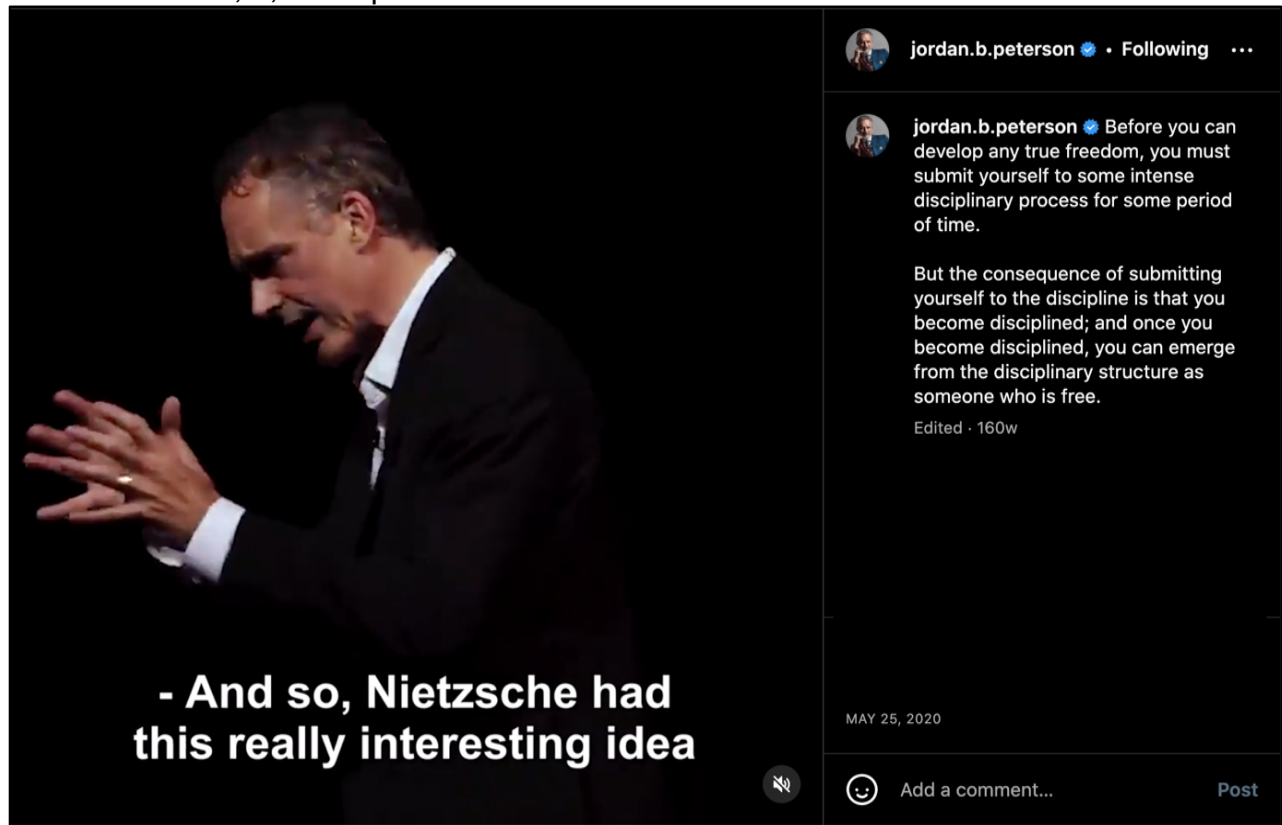 - And so, Nietzsche had
this really interesting idea
jordan.b.peterson • Following
jordan.b.peterson Before you can
develop any true freedom, you must
submit yourself to some intense
disciplinary process for some period
of time.
But the consequence of submitting
yourself to the discipline is that you
become disciplined; and once you
become disciplined, you can emerge
from the disciplinary structure as
someone who is free.
Edited · 160w
MAY 25, 2020
Add a comment...
Post